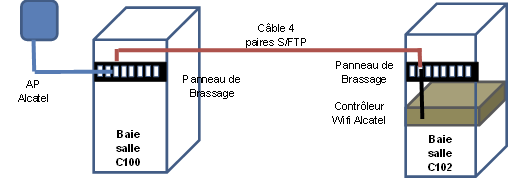 Câble 4
paires S/FTP
AP
Alcatel
Panneau de
Brassage
Panneau de
Brassage
Contrôleur
Wifi Alcatel
Baie
salle
C100
Baie
salle
C102